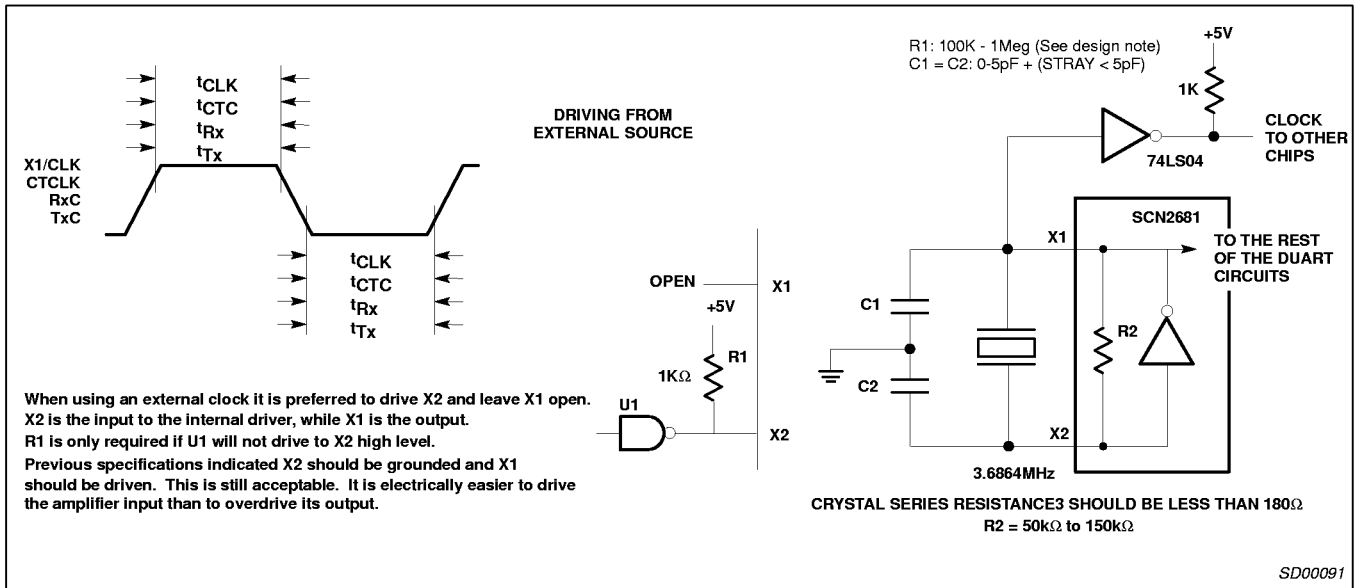 tCLK
tCTC
tRx
tTx
X1/CLK
CTCLK
RxC
TxC
tCLK
tCTC
tRx
tTx
When using an external clock it is preferred to drive X2 and leave X1 open.
X2 is the input to the internal driver, while X1 is the output.
R1 is only required if U1 will not drive to X2 high level.
Previous specifications indicated X2 should be grounded and X1
should be driven. This is still acceptable. It is electrically easier to drive
the amplifier input than to overdrive its output.
DRIVING FROM
EXTERNAL SOURCE
OPEN
X1
+5V
R1
1KΩ
U1
X2
R1: 100K - 1Meg (See design note)
C1 = C2: 0-5pF + (STRAY < 5pF)
+5V
1K
74LS04
CLOCK
TO OTHER
CHIPS
SCN2681
X1
TO THE REST
OF THE DUART
CIRCUITS
C1
R2
C2
X2
3.6864MHz
CRYSTAL SERIES RESISTANCE3 SHOULD BE LESS THAN 180Ω
R2 = 50kΩ to 150kΩ
SD00091